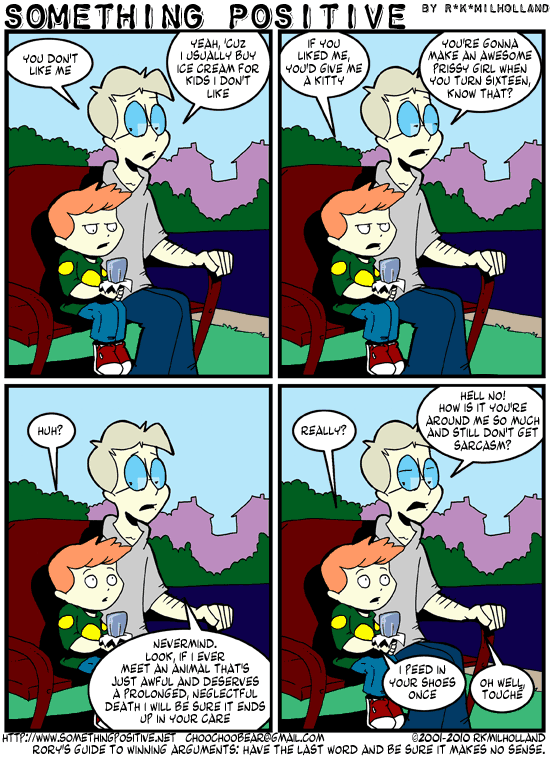 SOMETHING POSITIVE BY R*K*MILHOLLAND
YOU DON'T
LIKE ME
YEAH, 'CUZ
I USUALLY BUY
ICE CREAM FOR
KIDS I DON'T
LIKE
IF YOU
LIKED ME,
YOU'D GIVE ME
A KITTY
YOU'RE GONNA
MAKE AN AWESOME
PRISSY GIRL WHEN
YOU TURN SIXTEEN,
KNOW THAT?
HUH?
NEVERMIND.
LOOK, IF I EVER
MEET AN ANIMAL THAT'S
JUST AWFUL AND DESERVES
A PROLONGED, NEGLECTFUL
DEATH I WILL BE SURE IT ENDS
UP IN YOUR CARE
REALLY?
HELL NO!
HOW IS IT YOU'RE
AROUND ME SO MUCH
AND STILL DON'T GET
SARCASM?
I PEED IN
YOUR SHOES
ONCE
OH WELL,
TOUCHE
HTTP://WWW.SOMETHINGPOSITIVE.NET CHOOCHOOBEAR@GMAIL.COM ©2001-2010 RKMILHOLLAND
RORY'S GUIDE TO WINNING ARGUMENTS: HAVE THE LAST WORD AND BE SURE IT MAKES NO SENSE.